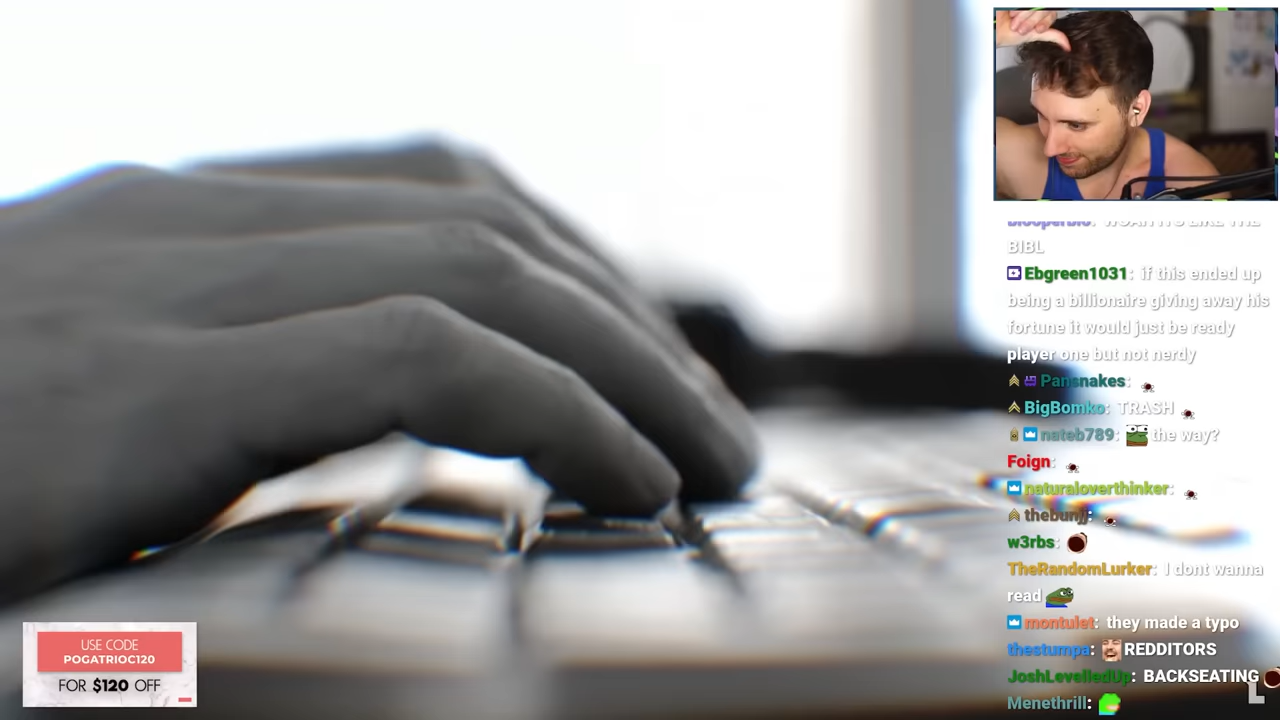 BIBL
Ebgreen1031: if this ended up
being a billionaire giving away his
fortune it would just be ready
player one but not nerdy
Pansnakes:
BigBomko: TRASH
nateb789: the way?
Foign:
naturaloverthinker:
thebunji:
w3rbs:
TheRandomLurker: I dont wanna
read
montulet: they made a typo
thestumpa: REDDITORS
JoshLevelledUp: BACKSEATING
Menethrill:
L
USE CODE
POGATRIOC120
FOR $120 OFF